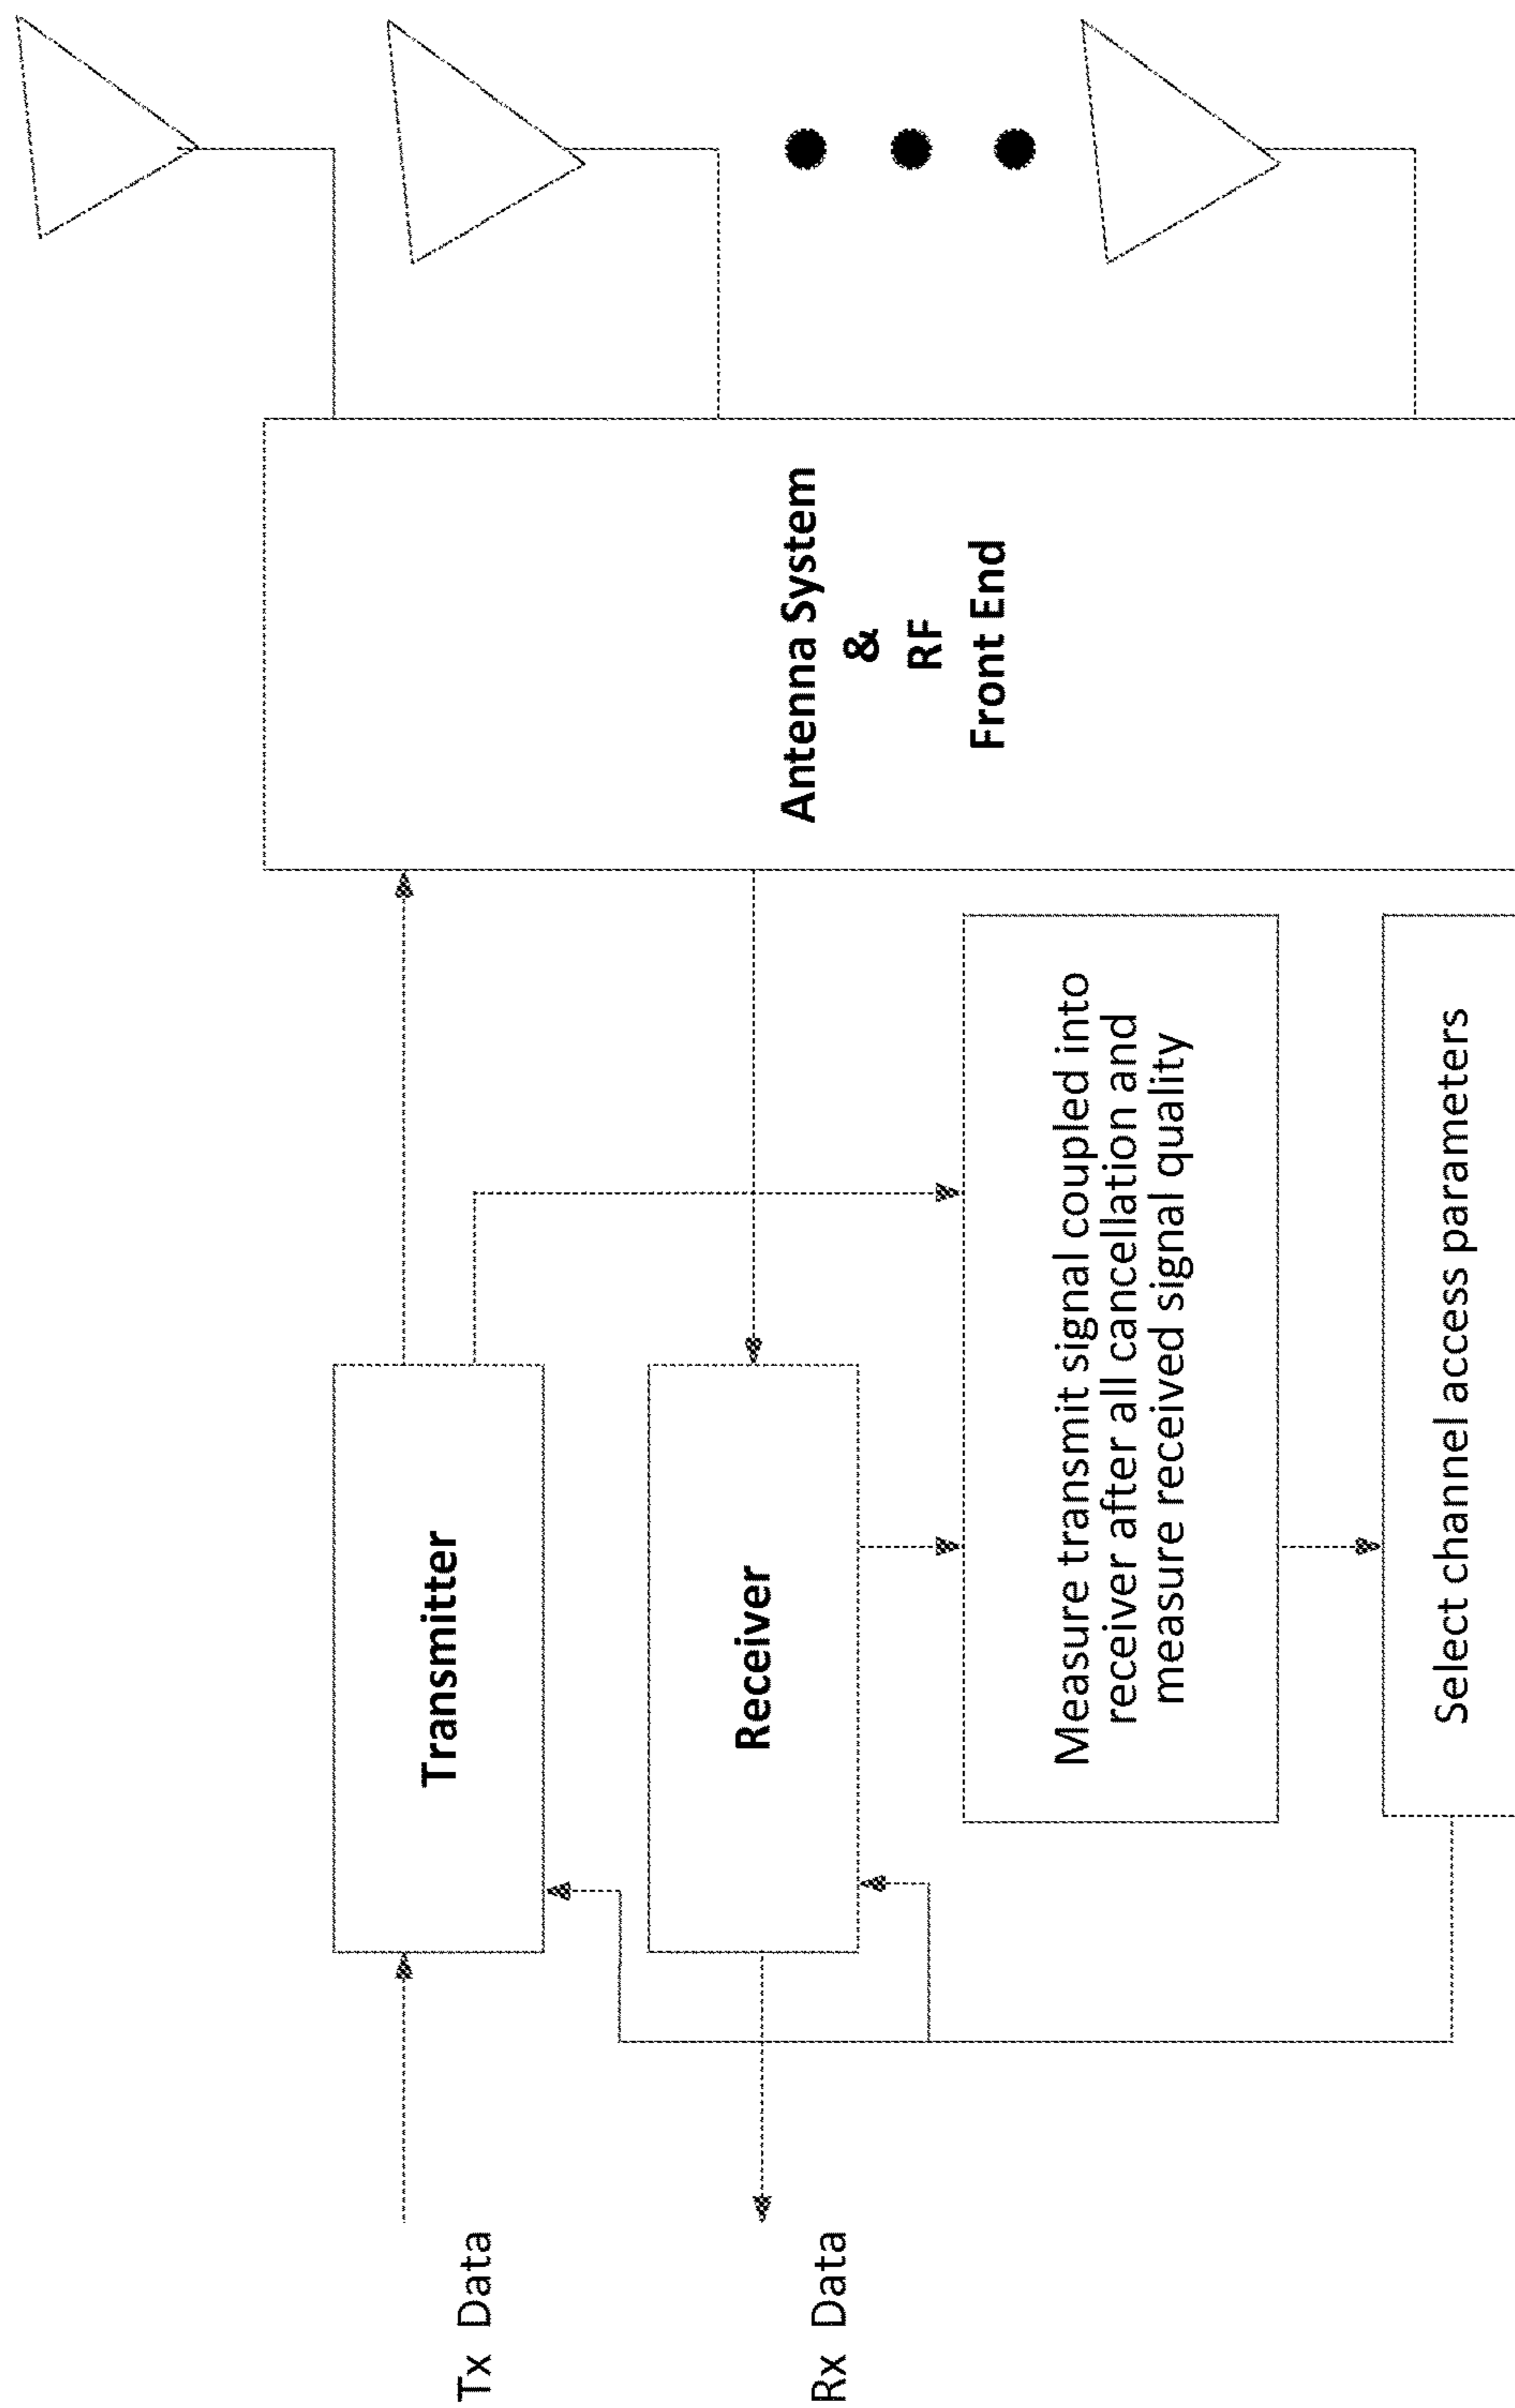 Tx Data
Rx Data
Transmitter
Receiver
Measure transmit signal coupled into
receiver after all cancellation and
measure received signal quality
Select channel access parameters
Antenna System
&
RF
Front End